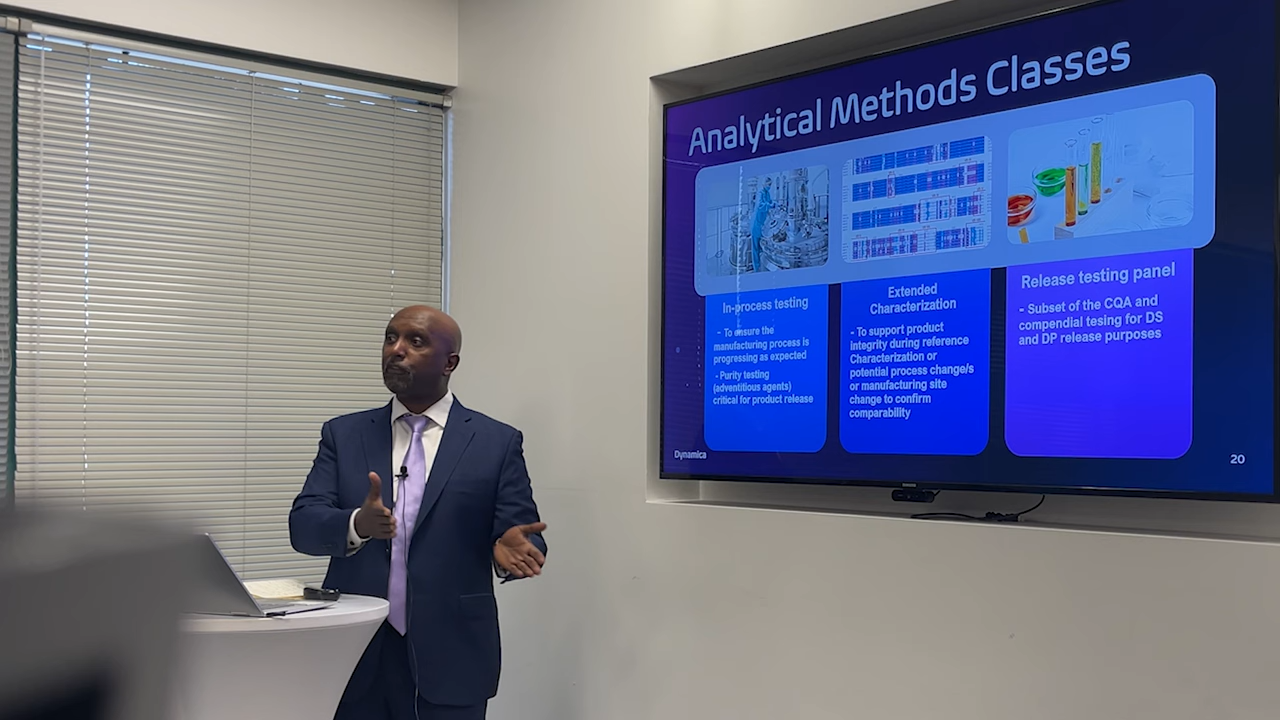 Analytical Methods Classes
In-process testing
- To ensure the
manufacturing process is
progressing as expected
- Purity testing
(adventitious agents)
critical for product release
Extended
Characterization
- To support product
integrity during reference
Characterization or
potential process change/s
or manufacturing site
change to confirm
comparability
Release testing panel
- Subset of the CQA and
compendial tesing for DS
and DP release purposes
Dynamica
20